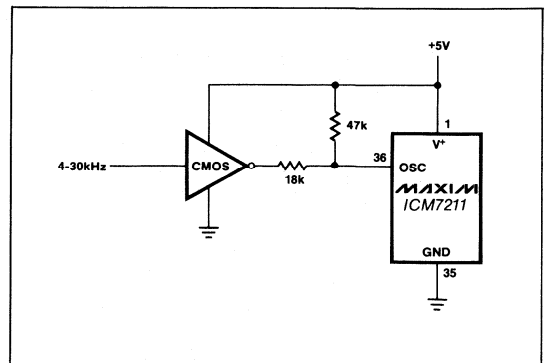 +5V
47k
1
V+
36
OSC
4-30kHz
CMOS
18k
MAXIM
ICM7211
GND
35